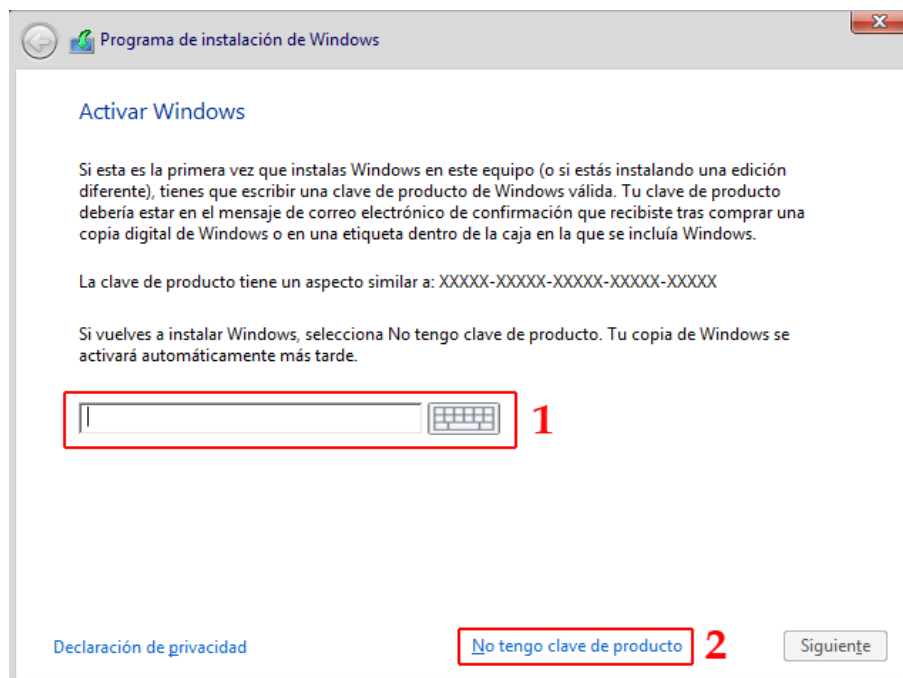 Programa de instalación de Windows
Activar Windows
Si esta es la primera vez que instalas Windows en este equipo (o si estás instalando una edición
diferente), tienes que escribir una clave de producto de Windows válida. Tu clave de producto
debería estar en el mensaje de correo electrónico de confirmación que recibiste tras comprar una
copia digital de Windows o en una etiqueta dentro de la caja en la que se incluía Windows.
La clave de producto tiene un aspecto similar a: XXXXX-XXXXX-XXXXX-XXXXX-XXXXX
Si vuelves a instalar Windows, selecciona No tengo clave de producto. Tu copia de Windows se
activará automáticamente más tarde.
1
Declaración de privacidad
No tengo clave de producto
2
Siguiente